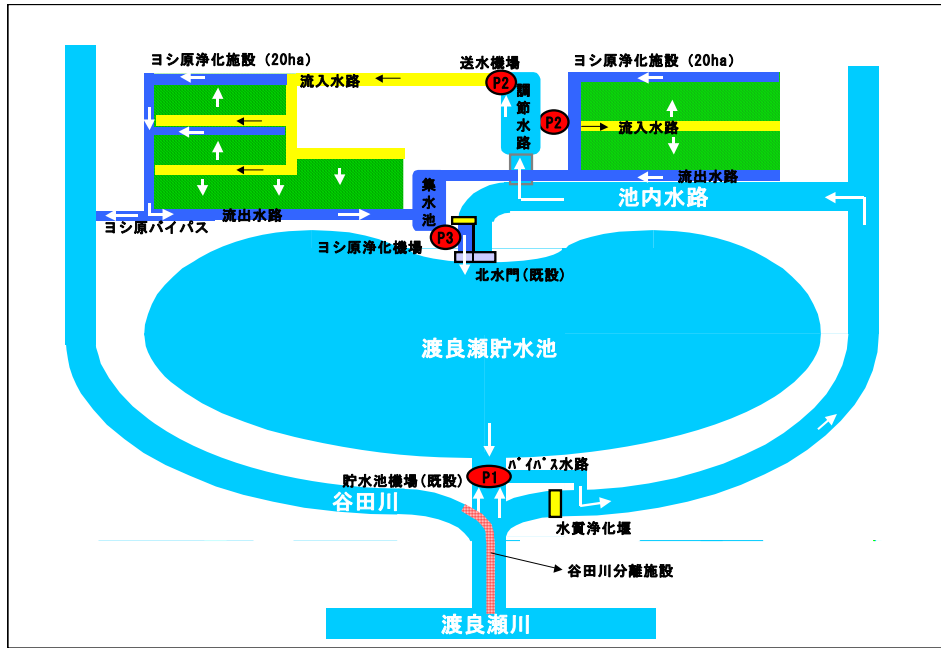 ヨシ原浄化施設（20ha）
送水機場
ヨシ原浄化施設（20ha）
流入水路
P2
調節水路
P2
流入水路
集水池
流出水路
池内水路
流出水路
ヨシ原バイパス
P3
ヨシ原浄化機場
北水門（既設）
渡良瀬貯水池
ﾊﾞｲﾊﾟｽ水路
貯水池機場（既設）
P1
谷田川
水質浄化堰
谷田川分離施設
渡良瀬川